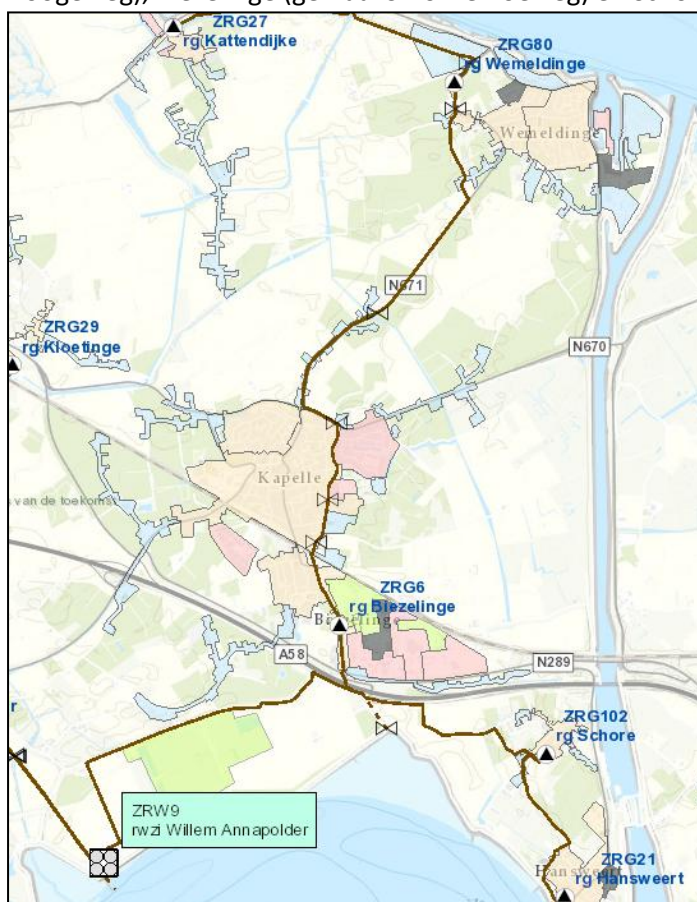 ZRG27
rg Kattendijke
ZRG80
rg Wemeldinge
Wemeldinge
N671
ZRG29
rg Kloetinge
N670
Kapelle
s van de toekomst
ZRG6
rg Biezelinge
A58
N289
ZRG102
rg Schore
r
ZRW9
rwzi Willem Annapolder
Hansweert
ZRG21
rg Hansweert